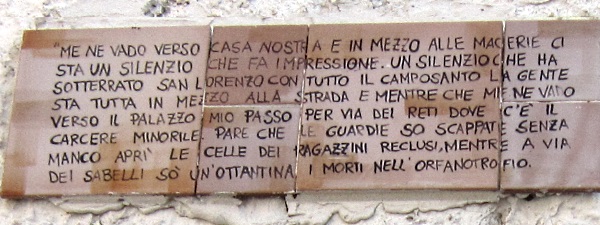 "ME NE VADO VERSO CASA NOSTRA E IN MEZZO ALLE MACERIE CI
STA UN SILENZIO CHE FA IMPRESSIONE. UN SILENZIO CHE HA
SOTTERRATO SAN LORENZO CON TUTTO IL CAMPOSANTO. LA GENTE
STA TUTTA IN MEZZO ALLA STRADA E MENTRE CHE ME NE VADO
VERSO IL PALAZZO MIO PASSO PER VIA DEI RETI DOVE C'È IL
CARCERE MINORILE. PARE CHE LE GUARDIE SO SCAPPATE SENZA
MANCO APRÌ LE CELLE DEI RAGAZZINI RECLUSI, MENTRE A VIA
DEI SABELLI SO' UN'OTTANTINA I MORTI NELL'ORFANOTROFIO.